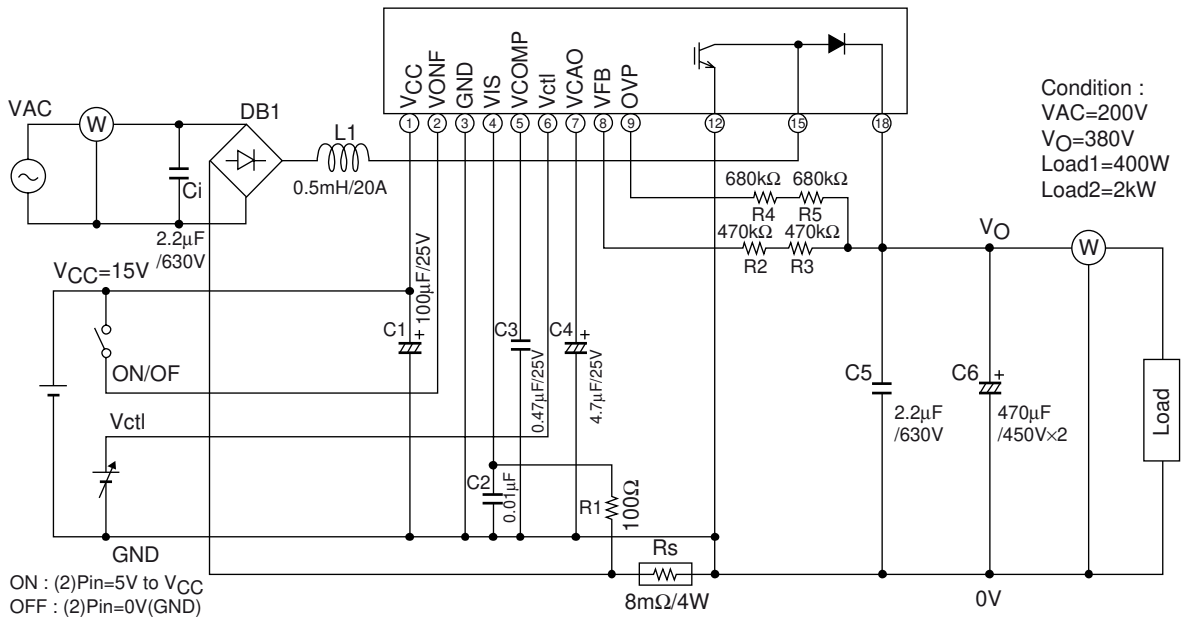 VCC
VONF
GND
VIS
VCOMP
Vctl
VCAO
VFB
OVP
1
2
3
4
5
6
7
8
9
12
15
18
Condition :
VAC=200V
VO=380V
Load1=400W
Load2=2kW
VAC
W
DB1
L1
0.5mH/20A
Ci
2.2μF
/630V
680kΩ
680kΩ
R4
R5
470kΩ
470kΩ
R2
R3
VO
W
VCC=15V
100μF/25V
C1
+
C3
0.47μF/25V
C4
+
4.7μF/25V
ON/OF
Vctl
C5
2.2μF
/630V
C6
+
470μF
/450V×2
Load
C2
0.01μF
R1
100Ω
GND
Rs
8mΩ/4W
0V
ON : (2)Pin=5V to VCC
OFF : (2)Pin=0V(GND)